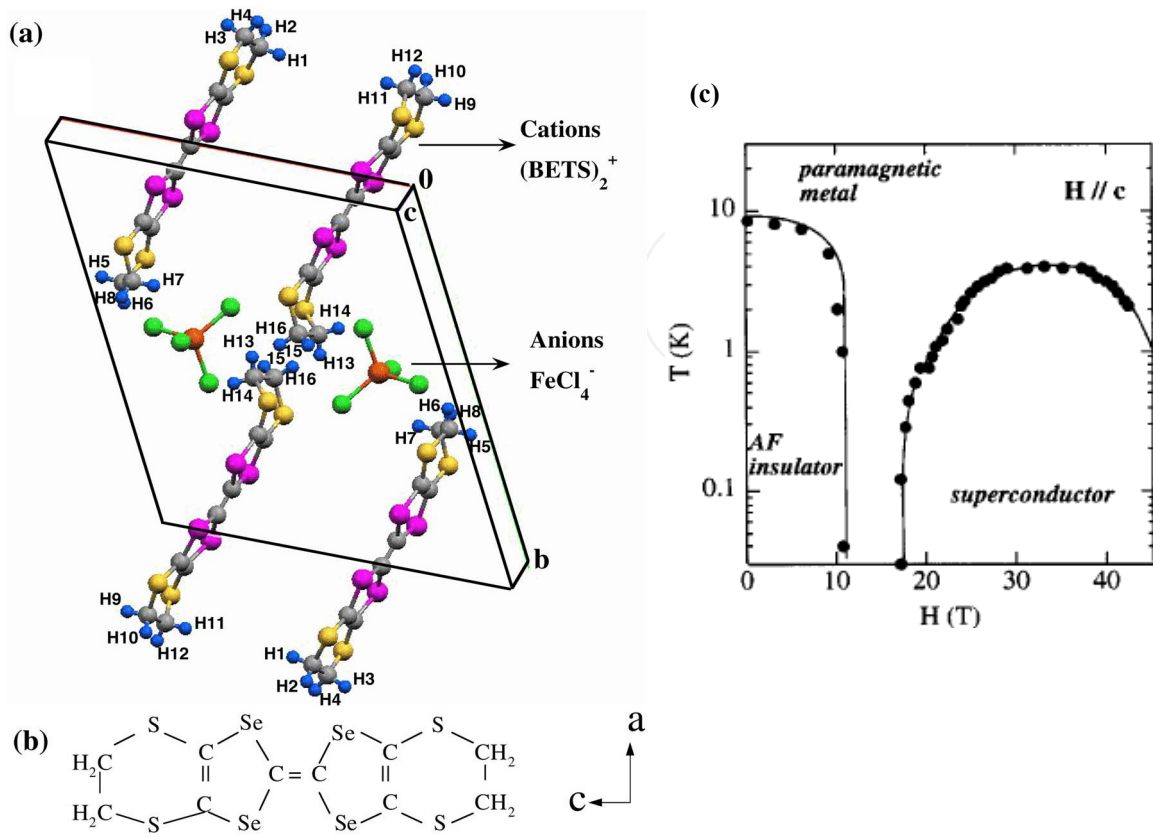 (a)
H4
H2
H3
H1
H12
H10
H11
H9
Cations
(BETS)₂⁺
0
c
H5
H7
H8
H6
H14
H16
15
H13
H13
15
H16
H14
Anions
FeCl₄⁻
H6
H8
H7
H5
b
H9
H10
H11
H12
H1
H2
H3
H4
(b)
S
Se
Se
S
H₂C
C
C
CH₂
C = C
H₂C
C
C
CH₂
S
Se
Se
S
a
c
(c)
paramagnetic
metal
H // c
10
1
0.1
T (K)
AF
insulator
superconductor
0
10
20
30
40
H (T)